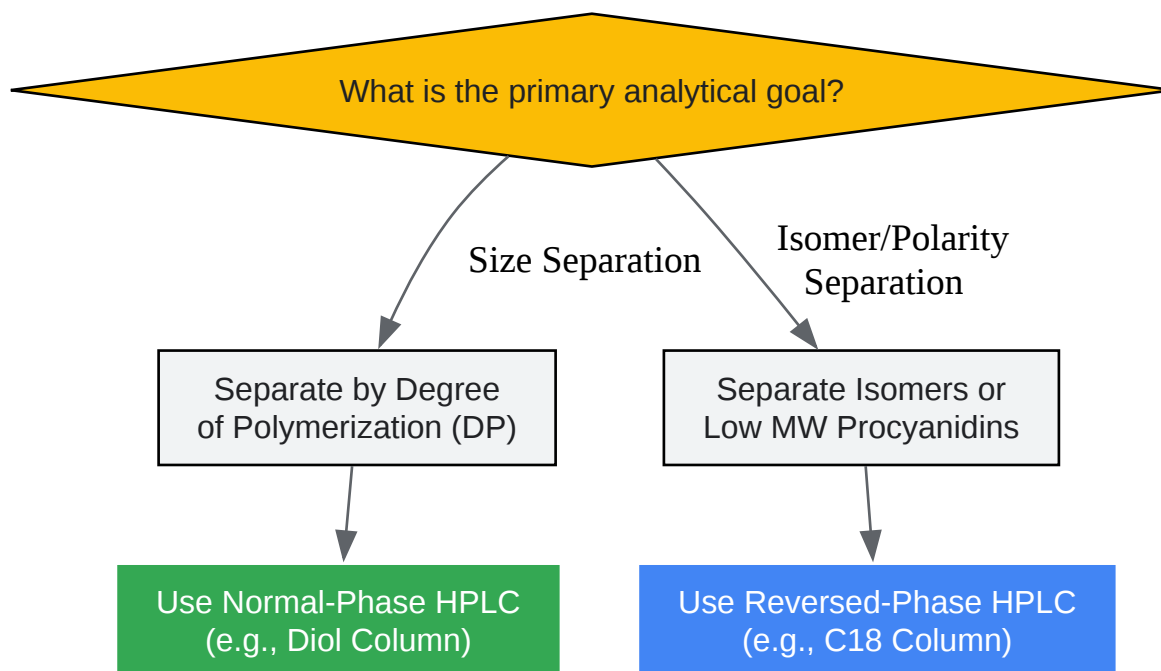 What is the primary analytical goal?
Size Separation
Isomer/Polarity
Separation
Separate by Degree
of Polymerization (DP)
Separate Isomers or
Low MW Procyanidins
Use Normal-Phase HPLC
(e.g., Diol Column)
Use Reversed-Phase HPLC
(e.g., C18 Column)